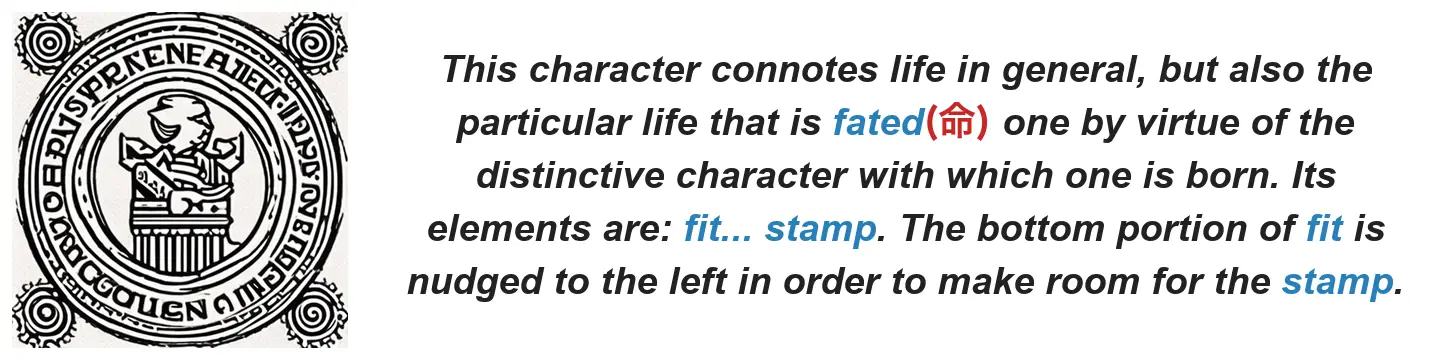 This character connotes life in general, but also the
particular life that is fated(命) one by virtue of the
distinctive character with which one is born. Its
elements are: fit... stamp. The bottom portion of fit is
nudged to the left in order to make room for the stamp.